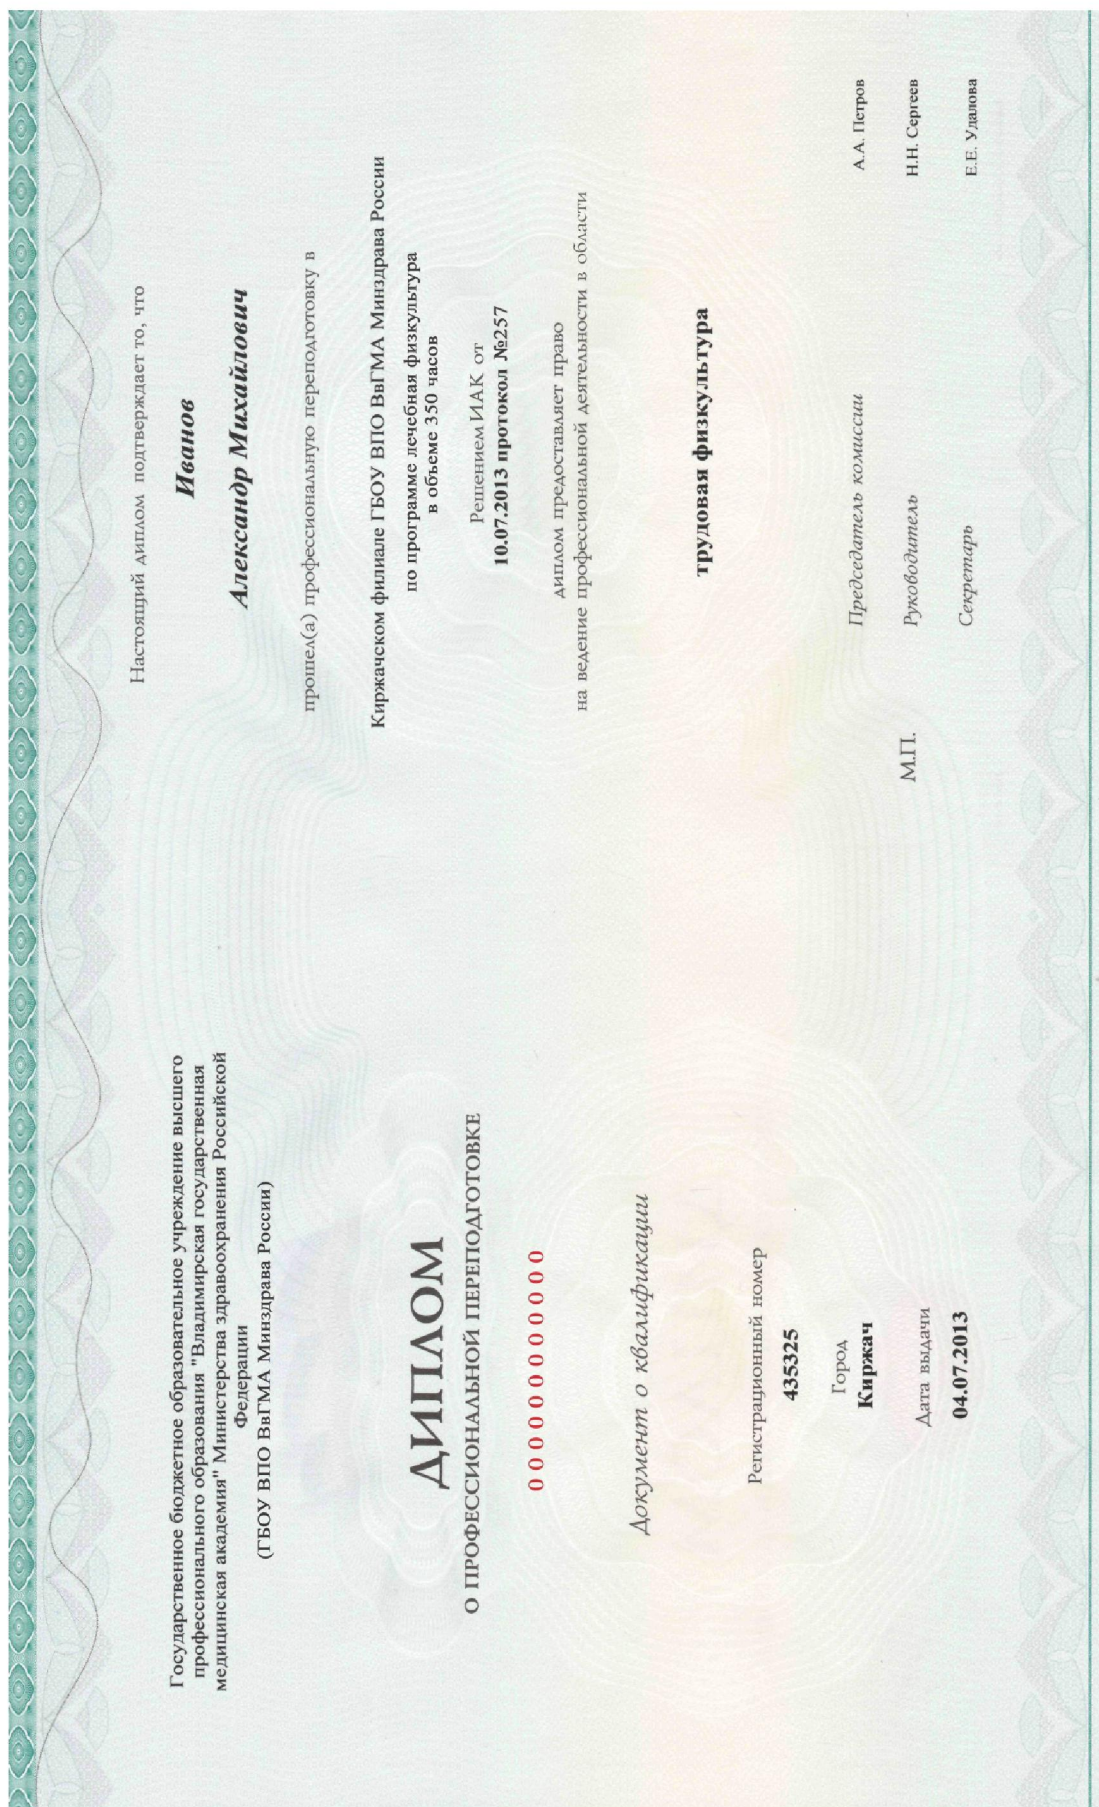 Государственное бюджетное образовательное учреждение высшего
профессионального образования "Владимирская государственная
медицинская академия" Министерства здравоохранения Российской
Федерации
(ГБОУ ВПО ВвГМА Минздрава России)
ДИПЛОМ
О ПРОФЕССИОНАЛЬНОЙ ПЕРЕПОДГОТОВКЕ
000000000000
Документ о квалификации
Регистрационный номер
435325
Город
Киржач
Дата выдачи
04.07.2013
Настоящий диплом подтверждает то, что
Иванов
Александр Михайлович
прошел(а) профессиональную переподготовку в
Киржачском филиале ГБОУ ВПО ВвГМА Минздрава России
по программе лечебная физкультура
в объеме 350 часов
Решением ИАК от
10.07.2013 протокол №257
диплом предоставляет право
на ведение профессиональной деятельности в области
трудовая физкультура
Председатель комиссии А.А. Петров
М.П. Руководитель Н.Н. Сергеев
Секретарь Е.Е. Удалова